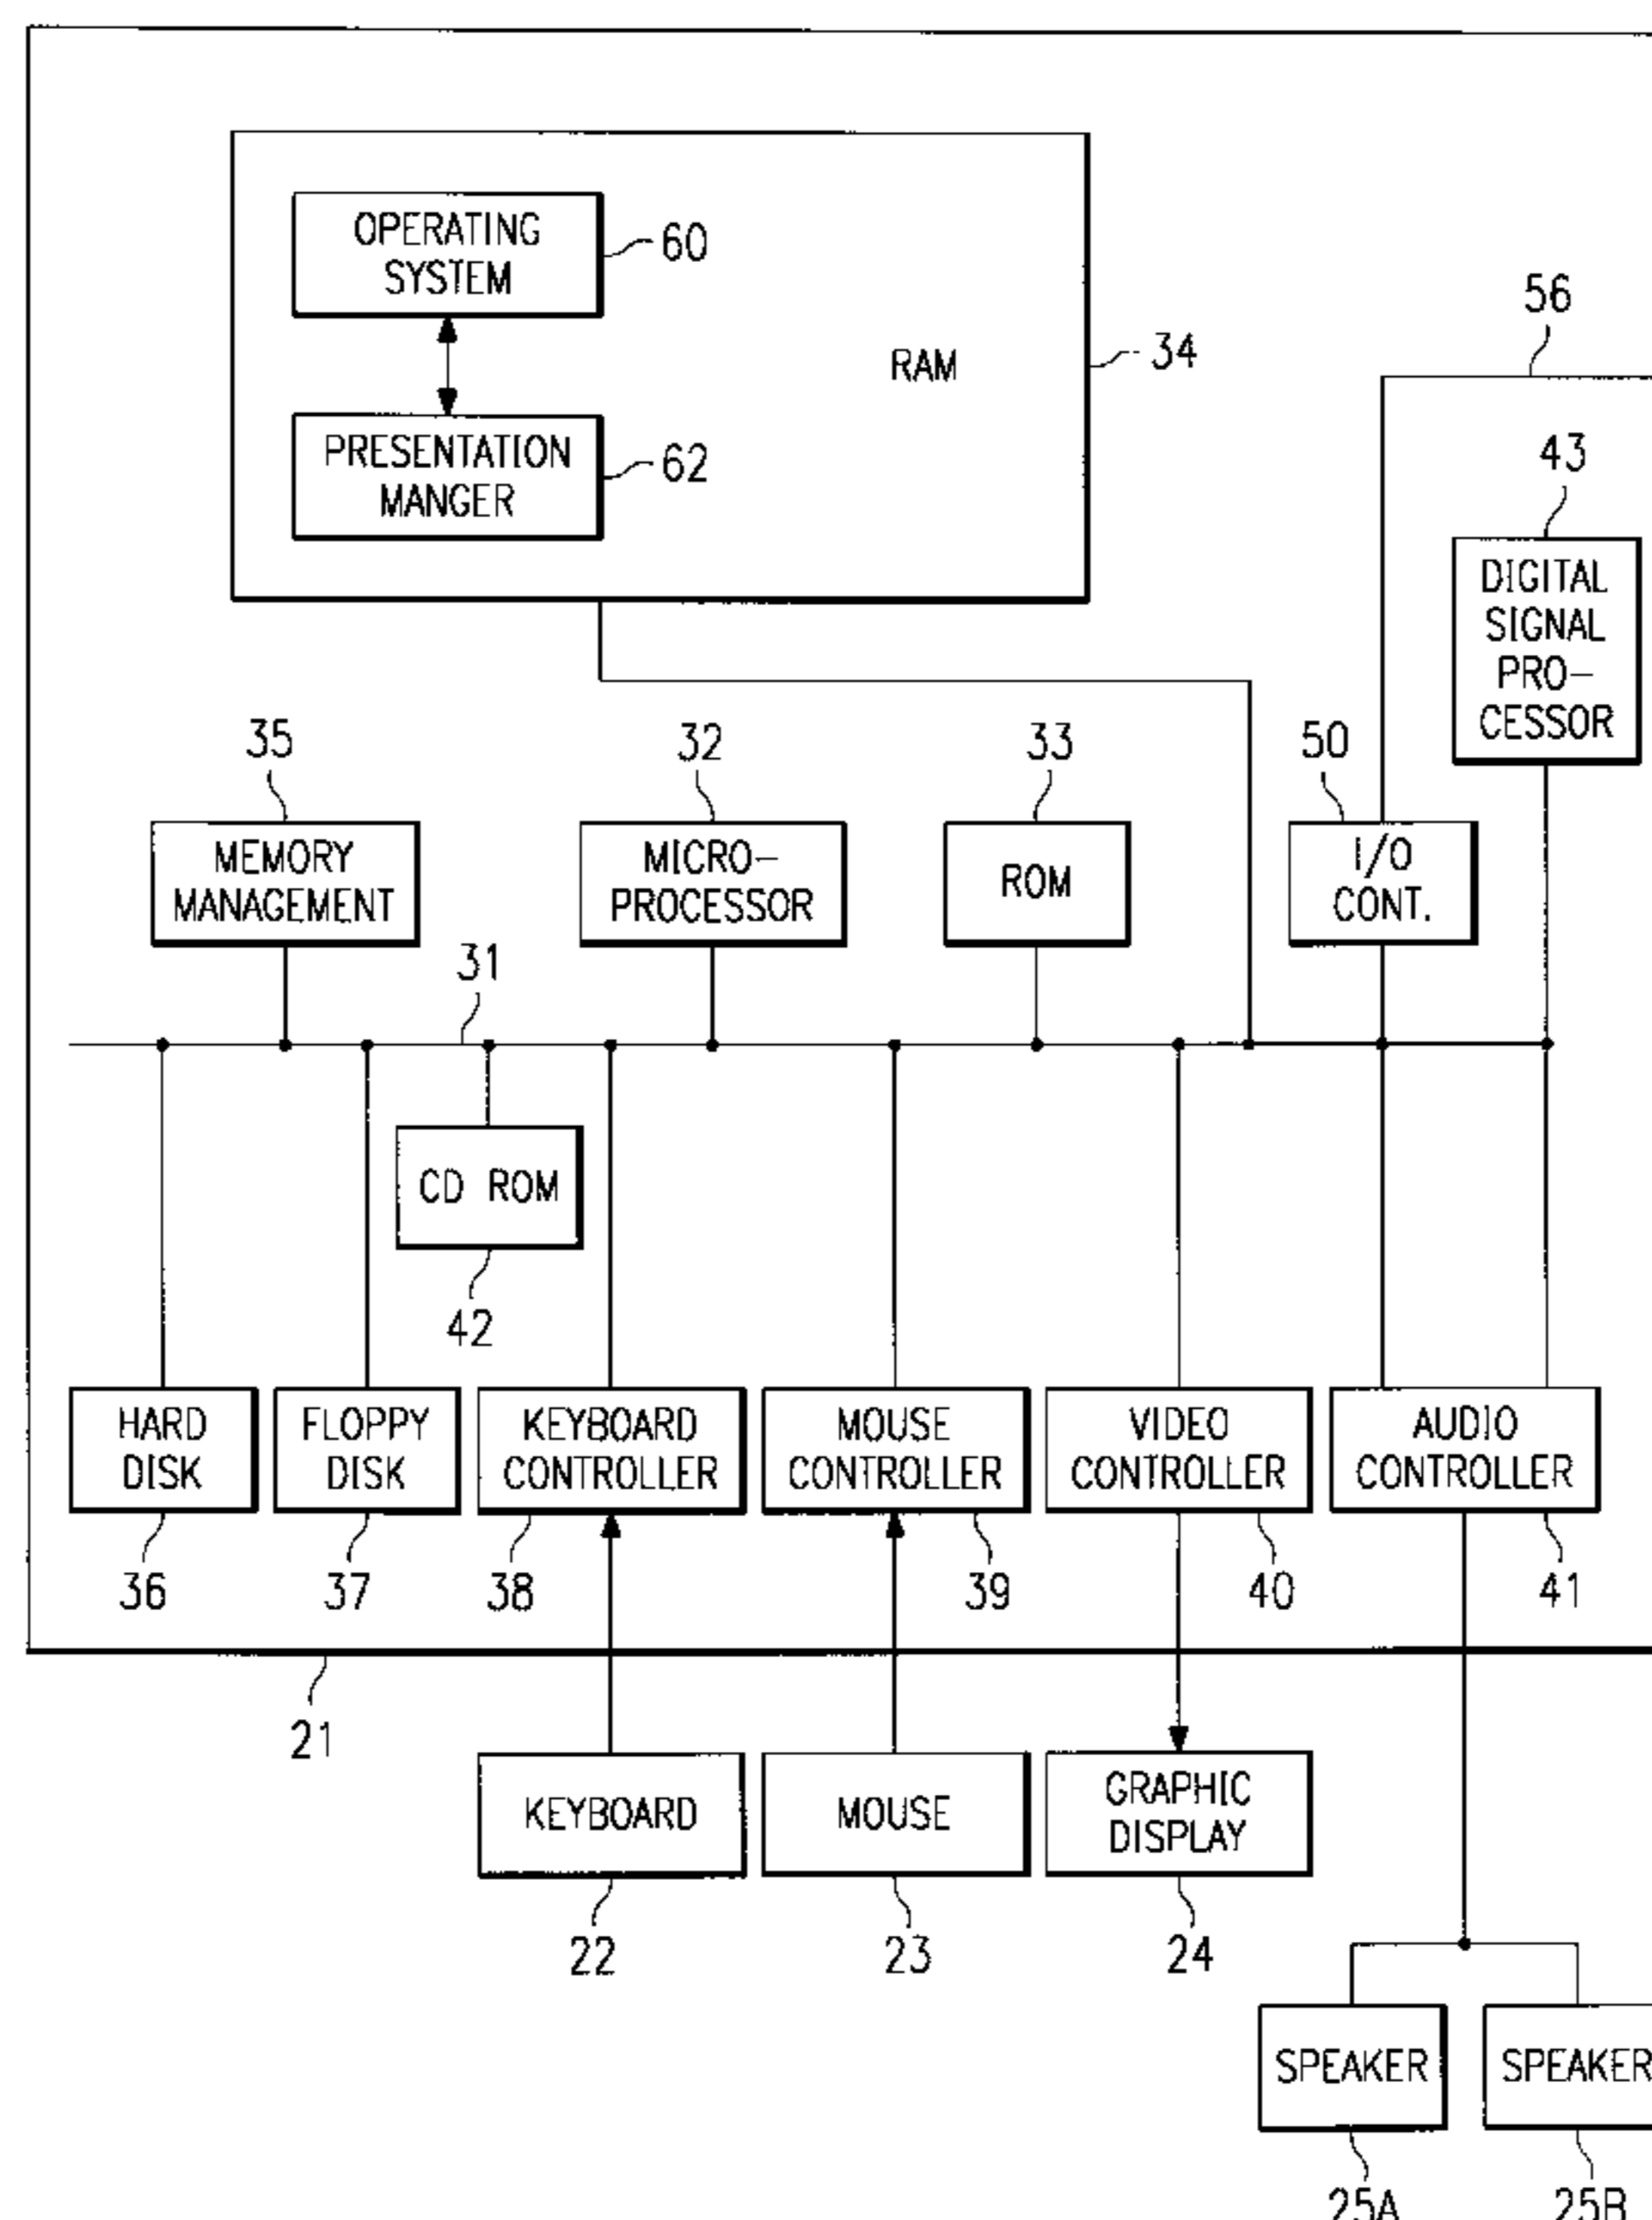 OPERATING
SYSTEM
60
56
RAM
34
PRESENTATION
MANGER
62
43
DIGITAL
SIGNAL
PRO-
CESSOR
35
32
33
50
MEMORY
MANAGEMENT
MICRO-
PROCESSOR
ROM
I/O
CONT.
31
CD ROM
42
HARD
DISK
FLOPPY
DISK
KEYBOARD
CONTROLLER
MOUSE
CONTROLLER
VIDEO
CONTROLLER
AUDIO
CONTROLLER
36
37
38
39
40
41
21
KEYBOARD
MOUSE
GRAPHIC
DISPLAY
22
23
24
SPEAKER
SPEAKER
25A
25B